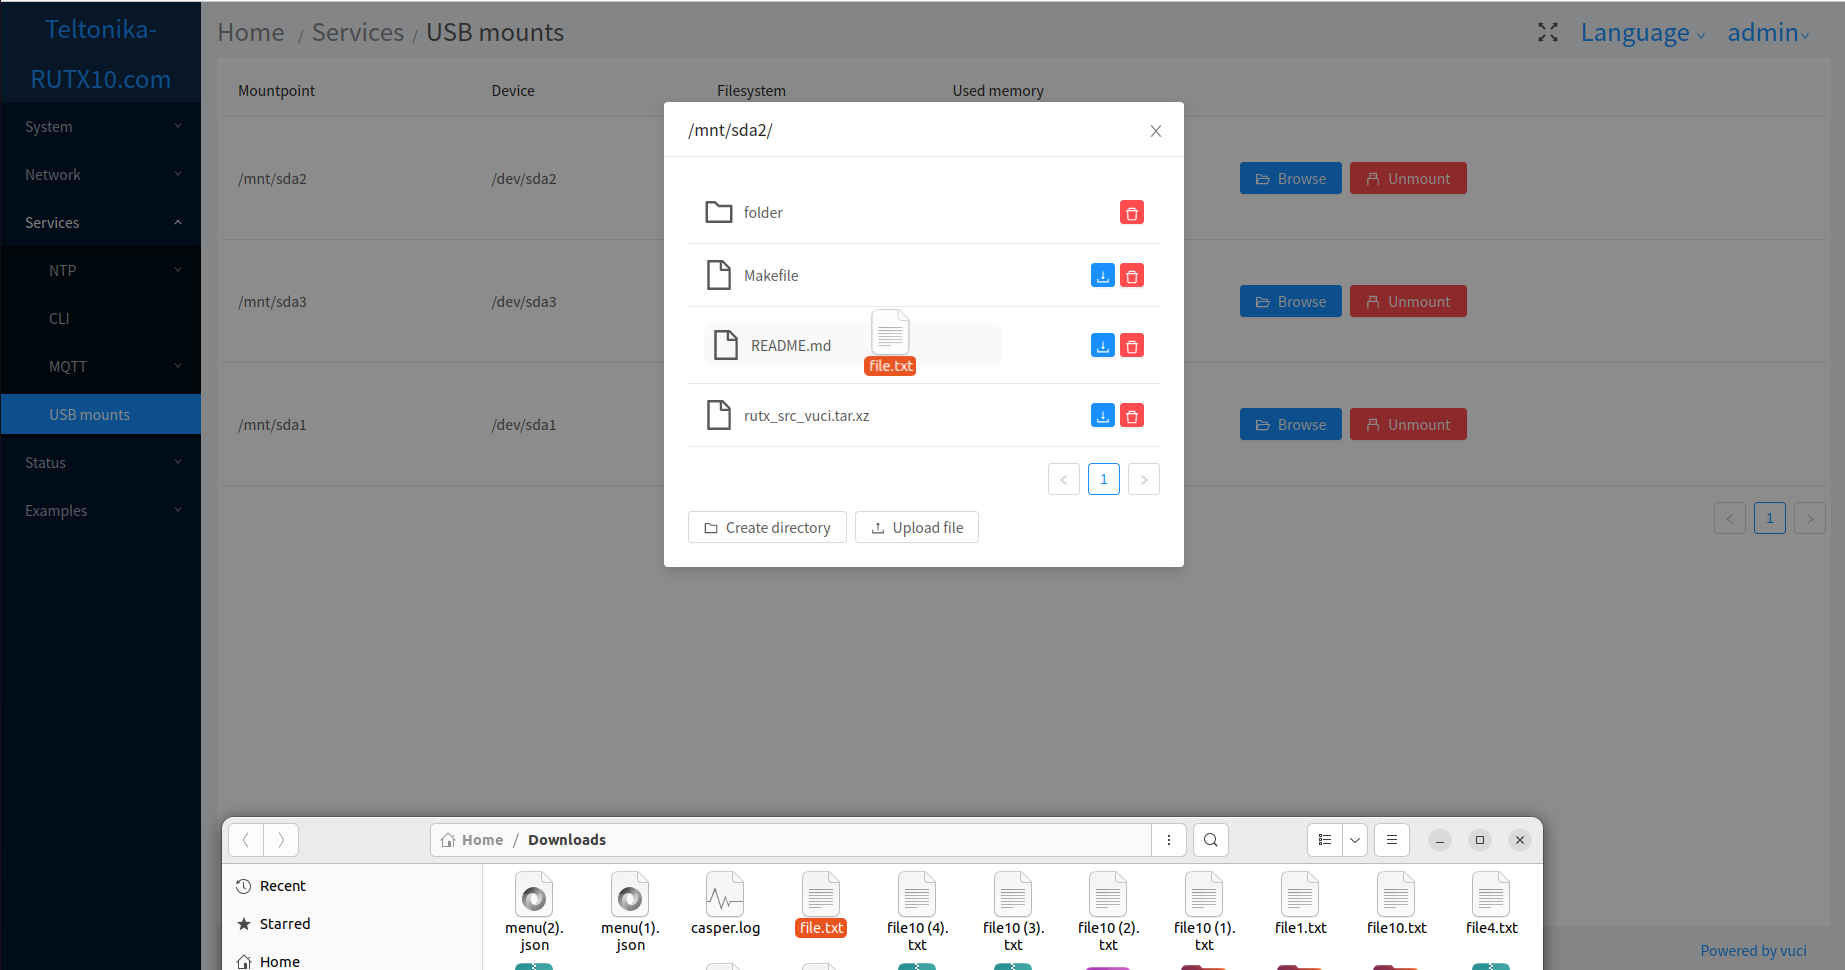 Teltonika-
RUTX10.com
Home / Services / USB mounts
Language
admin
System
Network
Services
NTP
CLI
MQTT
USB mounts
Status
Examples
Mountpoint Device Filesystem Used memory
/mnt/sda2 /dev/sda2 Browse Unmount
/mnt/sda3 /dev/sda3 Browse Unmount
/mnt/sda1 /dev/sda1 Browse Unmount
< 1 >
/mnt/sda2/
folder
Makefile
README.md
file.txt
rutx_src_vuci.tar.xz
< 1 >
Create directory Upload file
Home / Downloads
Recent
Starred
Home
menu(2).
json
menu(1).
json
casper.log
file.txt
file10 (4).
txt
file10 (3).
txt
file10 (2).
txt
file10 (1).
txt
file1.txt
file10.txt
file4.txt
Powered by vuci